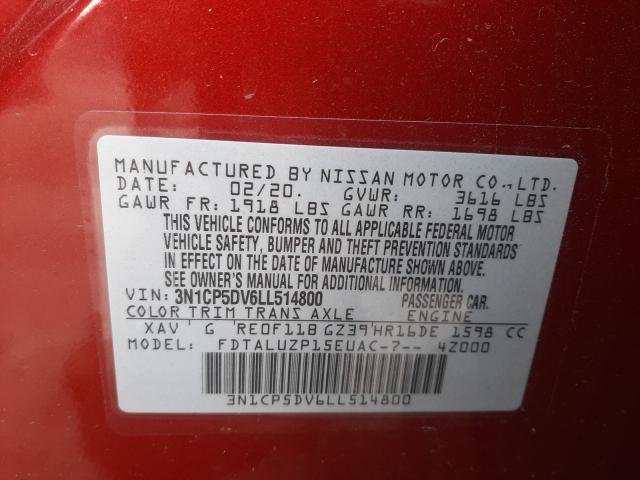 MANUFACTURED BY NISSAN MOTOR CO.,LTD.
DATE: 02/20. GVWR: 3616 LBS
GAWR FR: 1918 LBS GAWR RR: 1698 LBS
THIS VEHICLE CONFORMS TO ALL APPLICABLE FEDERAL MOTOR
VEHICLE SAFETY, BUMPER AND THEFT PREVENTION STANDARDS
IN EFFECT ON THE DATE OF MANUFACTURE SHOWN ABOVE.
SEE OWNER'S MANUAL FOR ADDITIONAL INFORMATION.
VIN: 3N1CP5DV6LL514800 PASSENGER CAR.
COLOR TRIM TRANS AXLE ENGINE
XAV G RE0F11B GZ39 HR16DE 1598 CC
MODEL: FDTALUZP15EUAC-7-- 4Z000
3N1CP5DV6LL514800